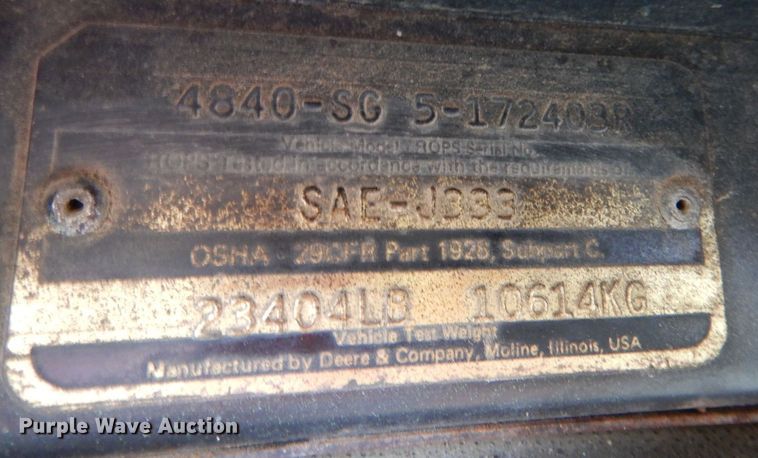 4840-SG 5-172403R
Vehicle Model / ROPS Serial No.
ROPS Tested in accordance with the requirements of:
SAE-J333
OSHA 29CFR Part 1928, Subpart C.
23404LB 10614KG
Vehicle Test Weight
Manufactured by Deere & Company, Moline, Illinois, USA
Purple Wave Auction